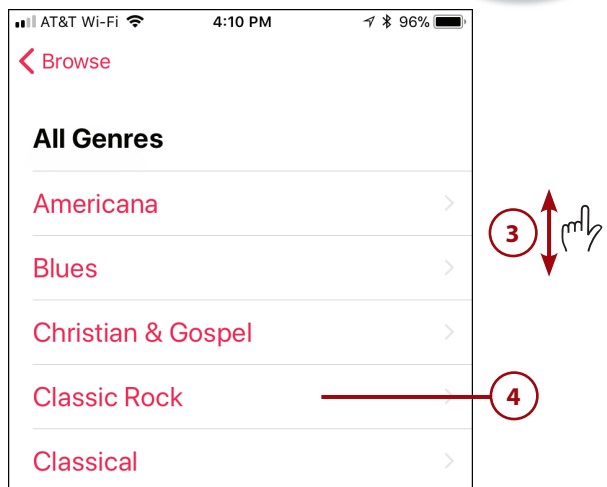 AT&T Wi-Fi 4:10 PM 96%
Browse
All Genres
Americana
3
Blues
Christian & Gospel
Classic Rock
4
Classical